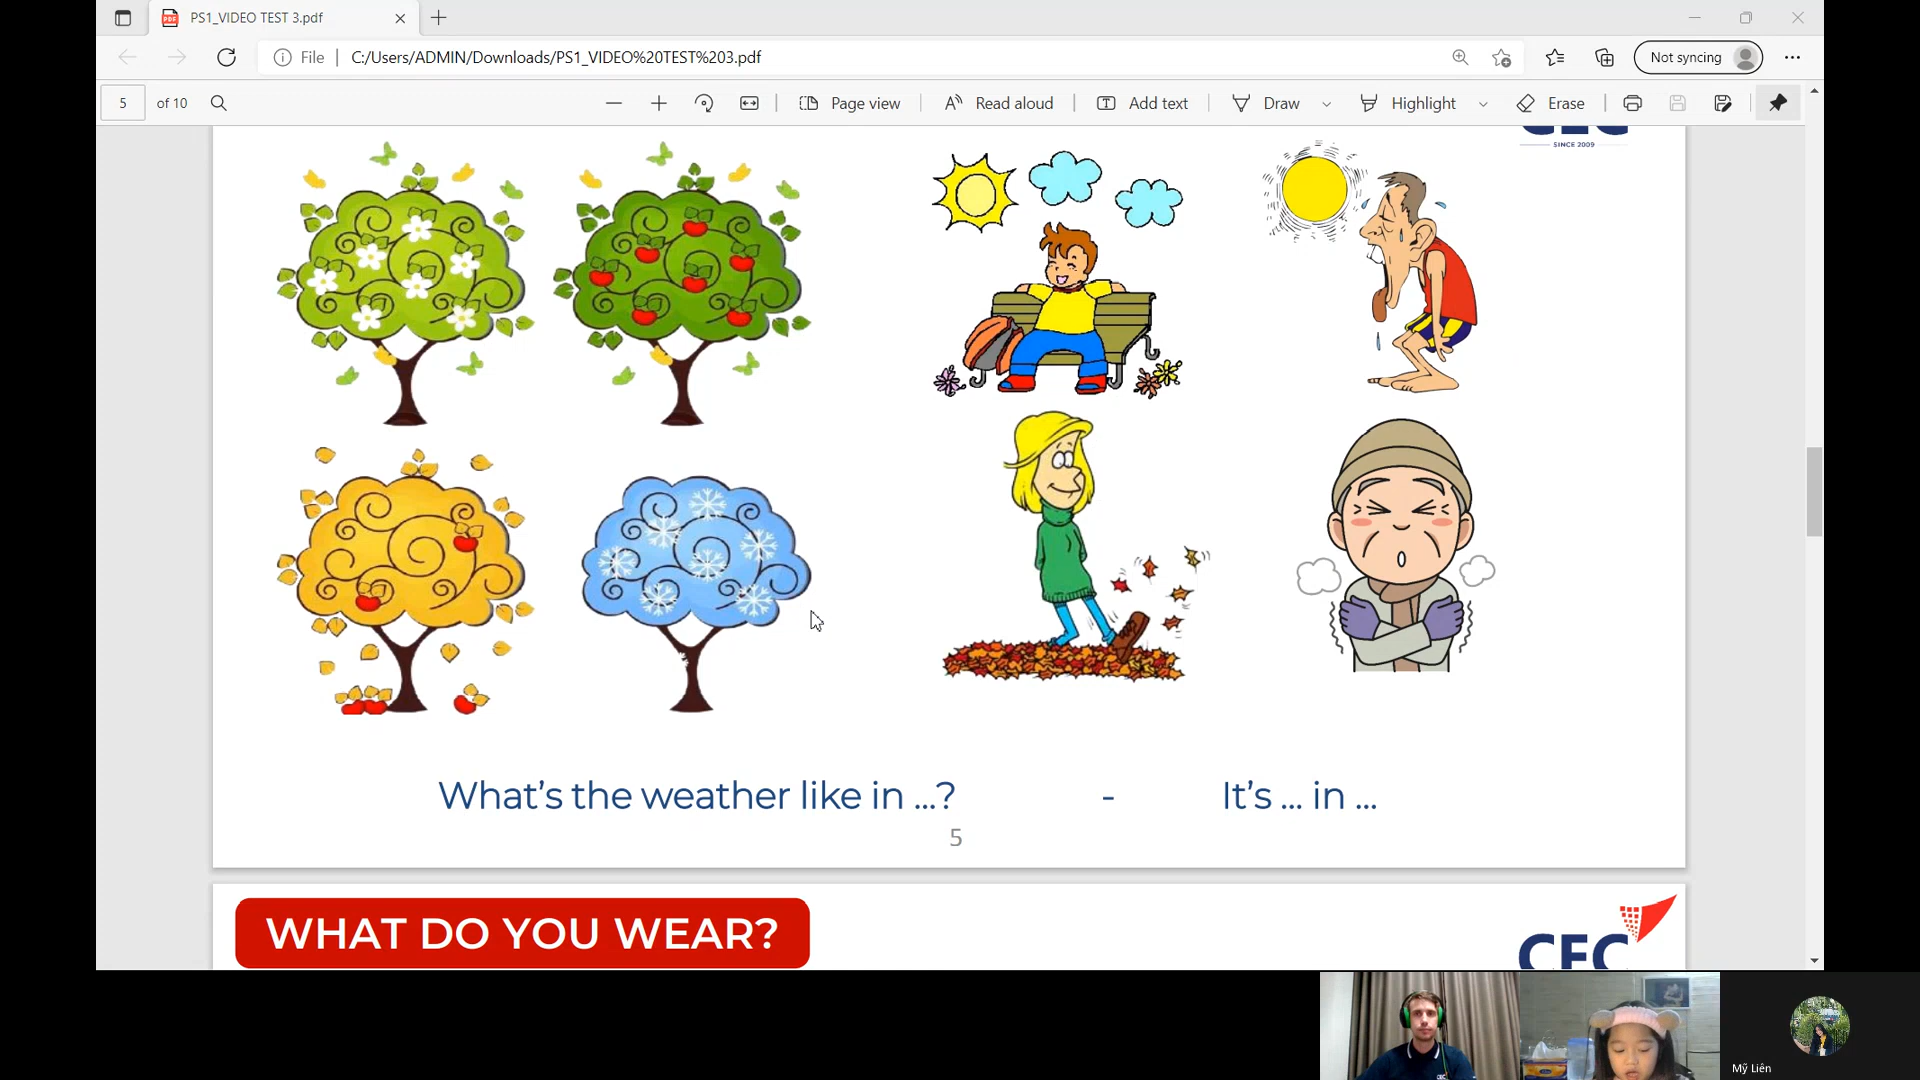 PS1_VIDEO TEST 3.pdf
File
C:/Users/ADMIN/Downloads/PS1_VIDEO%20TEST%203.pdf
Not syncing
5 of 10
Page view
Read aloud
Add text
Draw
Highlight
Erase
CEC
SINCE 2009
What's the weather like in ...? - It's ... in ...
5
WHAT DO YOU WEAR?
CEC
Mỹ Liên